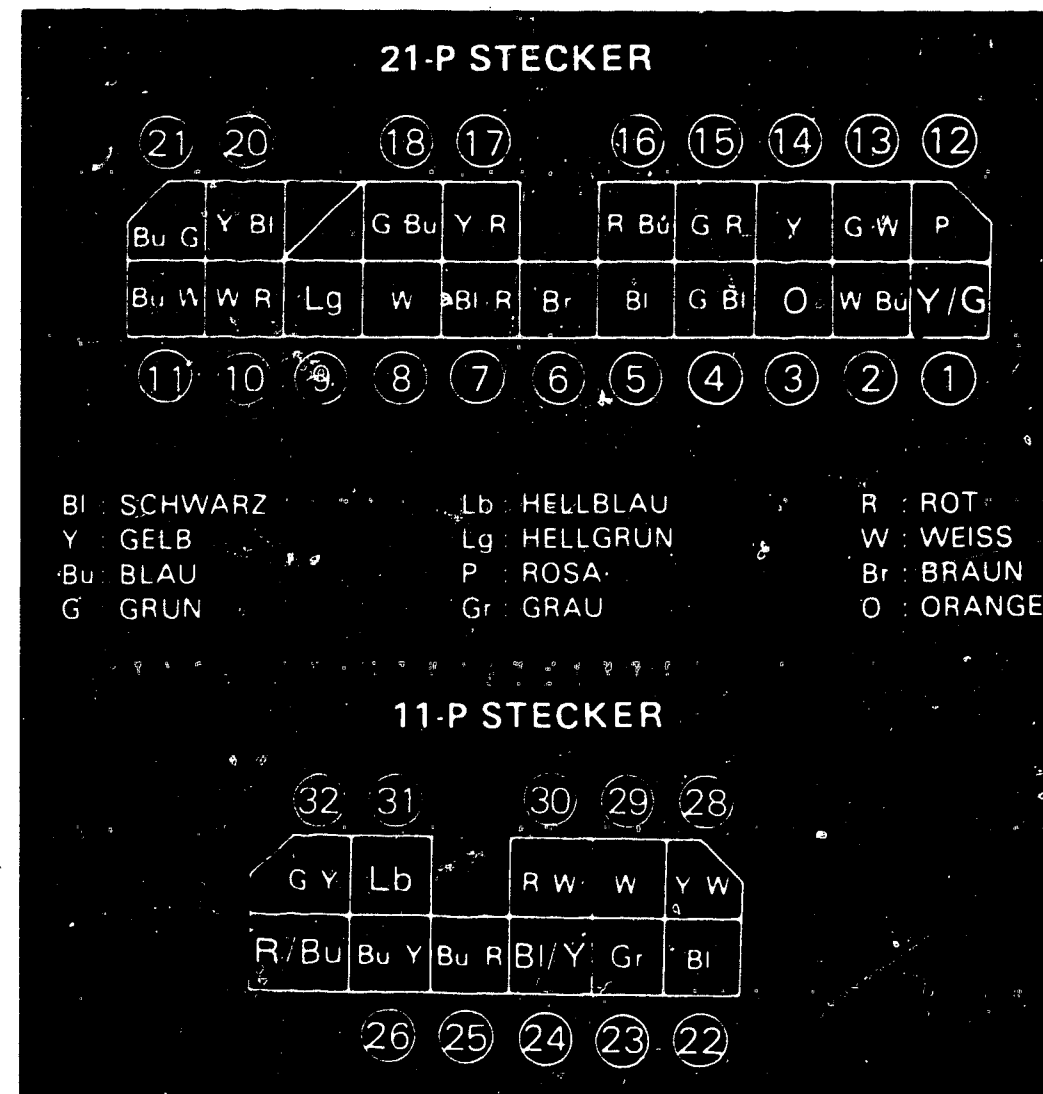 21-P STECKER
21 20 18 17 16 15 14 13 12
Bu G Y Bl G Bu Y R R Bu G R Y G W P
Bu W W R Lg W Bl R Br Bl G Bl O W Bu Y/G
11 10 9 8 7 6 5 4 3 2 1
Bl : SCHWARZ Lb : HELLBLAU R : ROT
Y : GELB Lg : HELLGRUN W : WEISS
Bu : BLAU P : ROSA Br : BRAUN
G GRUN Gr : GRAU O : ORANGE
11-P STECKER
32 31 30 29 28
G Y Lb R W W Y W
R/Bu Bu Y Bu R Bl/Y Gr Bl
26 25 24 23 22